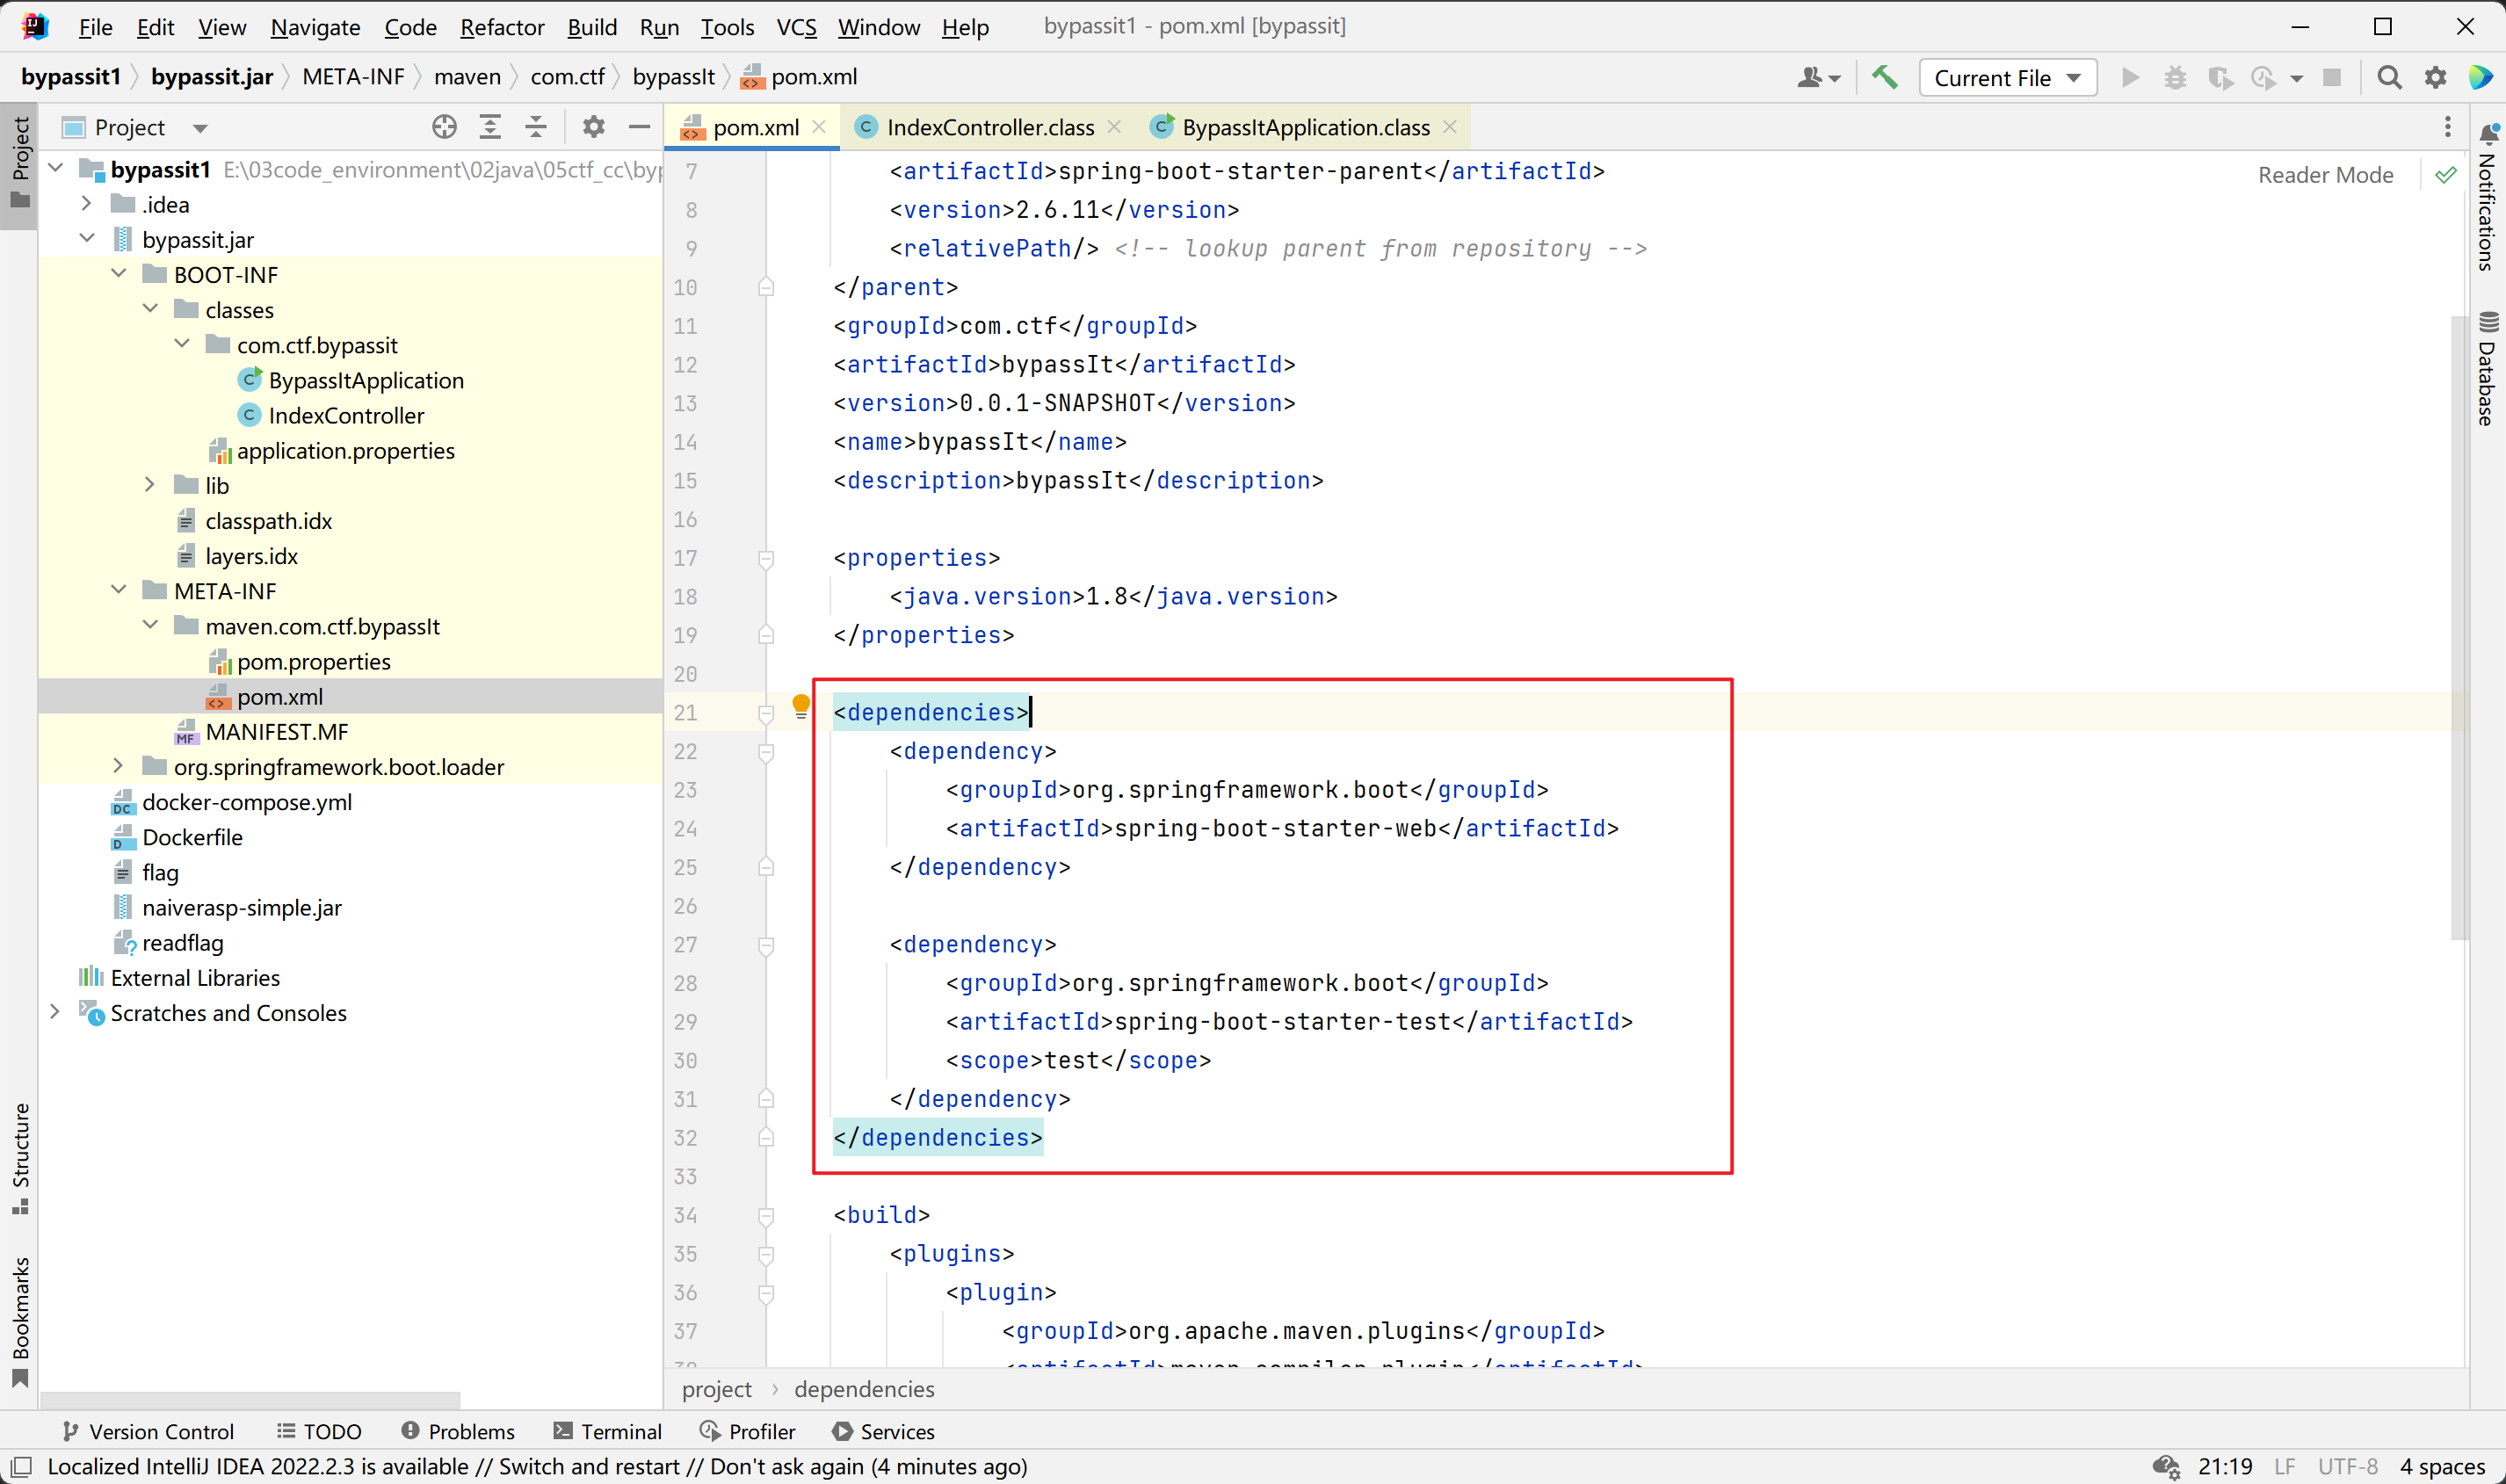 File Edit View Navigate Code Refactor Build Run Tools VCS Window Help bypassit1 - pom.xml [bypassit]
bypassit1 bypassit.jar META-INF maven com.ctf bypassIt pom.xml Current File
Project
Project
pom.xml IndexController.class BypassItApplication.class
bypassit1 E:\03code_environment\02java\05ctf_cc\byp
.idea
bypassit.jar
BOOT-INF
classes
com.ctf.bypassit
BypassItApplication
IndexController
application.properties
lib
classpath.idx
layers.idx
META-INF
maven.com.ctf.bypassIt
pom.properties
pom.xml
MANIFEST.MF
org.springframework.boot.loader
docker-compose.yml
Dockerfile
flag
naiverasp-simple.jar
readflag
External Libraries
Scratches and Consoles
Structure
Bookmarks
Reader Mode
7 <artifactId>spring-boot-starter-parent</artifactId>
8 <version>2.6.11</version>
9 <relativePath/> <!-- lookup parent from repository -->
10 </parent>
11 <groupId>com.ctf</groupId>
12 <artifactId>bypassIt</artifactId>
13 <version>0.0.1-SNAPSHOT</version>
14 <name>bypassIt</name>
15 <description>bypassIt</description>
16
17 <properties>
18 <java.version>1.8</java.version>
19 </properties>
20
21 <dependencies>
22 <dependency>
23 <groupId>org.springframework.boot</groupId>
24 <artifactId>spring-boot-starter-web</artifactId>
25 </dependency>
26
27 <dependency>
28 <groupId>org.springframework.boot</groupId>
29 <artifactId>spring-boot-starter-test</artifactId>
30 <scope>test</scope>
31 </dependency>
32 </dependencies>
33
34 <build>
35 <plugins>
36 <plugin>
37 <groupId>org.apache.maven.plugins</groupId>
38 <artifactId>maven-compiler-plugin</artifactId>
project dependencies
Notifications
Database
Version Control TODO Problems Terminal Profiler Services
Localized IntelliJ IDEA 2022.2.3 is available // Switch and restart // Don't ask again (4 minutes ago) 21:19 LF UTF-8 4 spaces